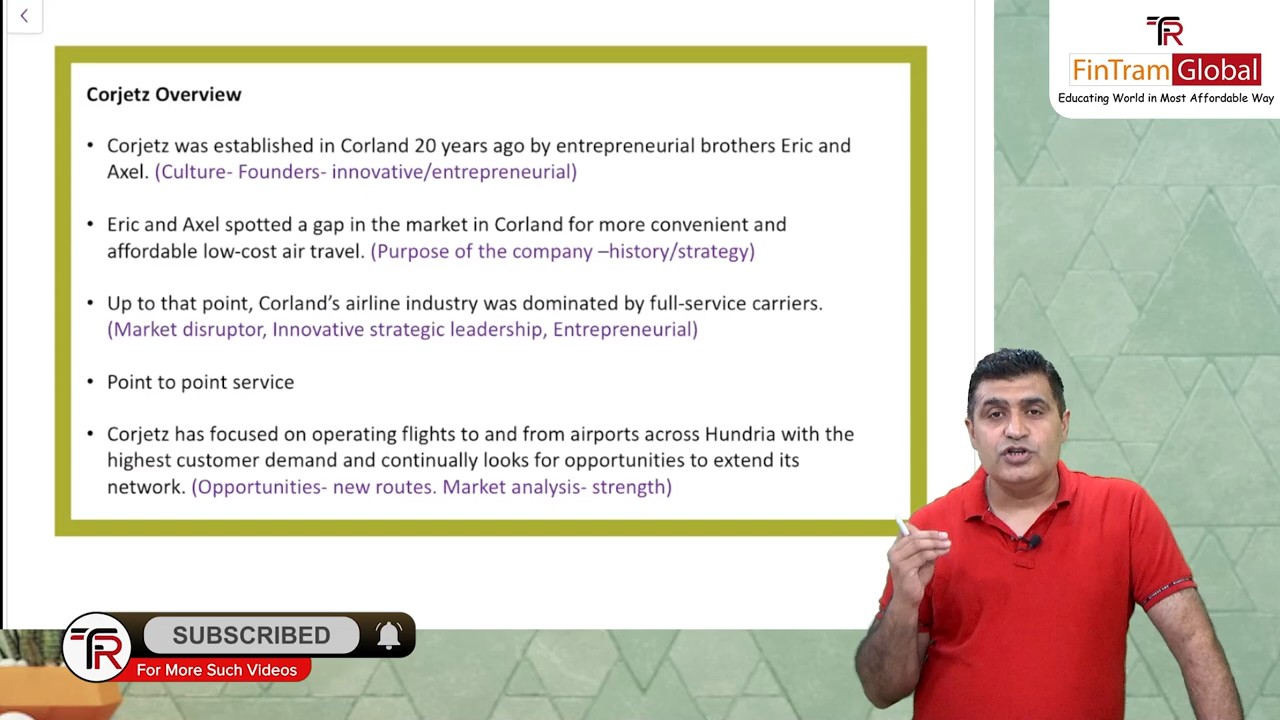 Corjetz Overview
• Corjetz was established in Corland 20 years ago by entrepreneurial brothers Eric and
Axel. (Culture- Founders- innovative/entrepreneurial)
• Eric and Axel spotted a gap in the market in Corland for more convenient and
affordable low-cost air travel. (Purpose of the company –history/strategy)
• Up to that point, Corland’s airline industry was dominated by full-service carriers.
(Market disruptor, Innovative strategic leadership, Entrepreneurial)
• Point to point service
• Corjetz has focused on operating flights to and from airports across Hundria with the
highest customer demand and continually looks for opportunities to extend its
network. (Opportunities- new routes. Market analysis- strength)
FinTram Global
Educating World in Most Affordable Way
SUBSCRIBED
For More Such Videos